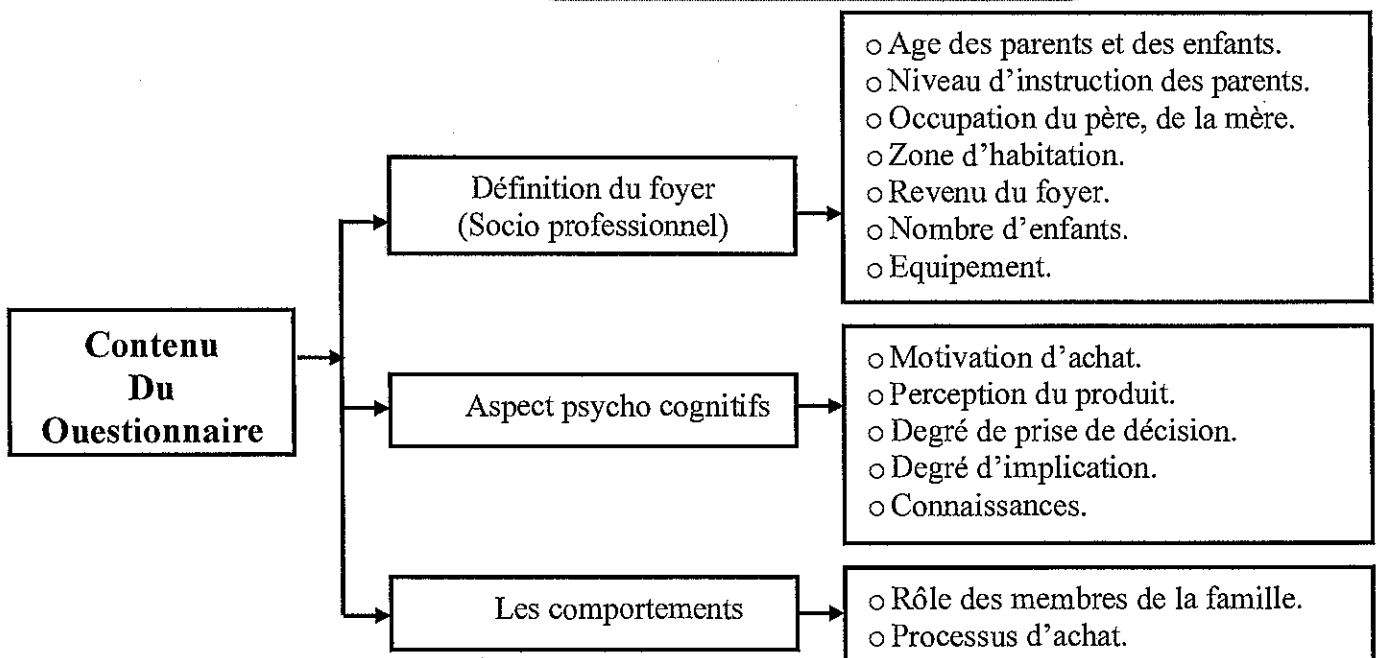 Contenu
Du
Ouestionnaire
Définition du foyer
(Socio professionnel)
○ Age des parents et des enfants.
○ Niveau d'instruction des parents.
○ Occupation du père, de la mère.
○ Zone d'habitation.
○ Revenu du foyer.
○ Nombre d'enfants.
○ Equipement.
Aspect psycho cognitifs
○ Motivation d'achat.
○ Perception du produit.
○ Degré de prise de décision.
○ Degré d'implication.
○ Connaissances.
Les comportements
○ Rôle des membres de la famille.
○ Processus d'achat.